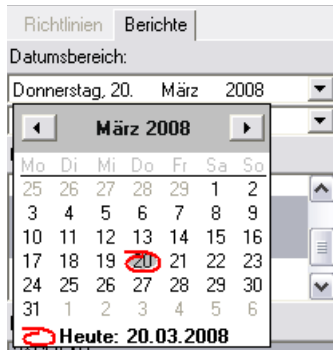 Richtlinien Berichte
Datumsbereich:
Donnerstag, 20. März 2008
März 2008
Mo Di Mi Do Fr Sa So
25 26 27 28 29 1 2
3 4 5 6 7 8 9
10 11 12 13 14 15 16
17 18 19 20 21 22 23
24 25 26 27 28 29 30
31 1 2 3 4 5 6
Heute: 20.03.2008